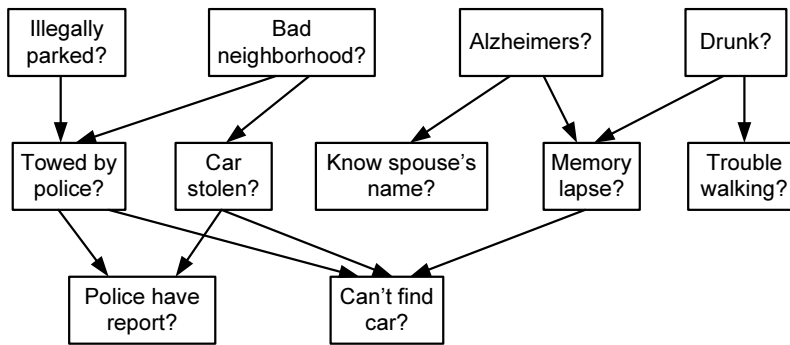 Illegally
parked?
Bad
neighborhood?
Alzheimers?
Drunk?
Towed by
police?
Car
stolen?
Know spouse's
name?
Memory
lapse?
Trouble
walking?
Police have
report?
Can't find
car?